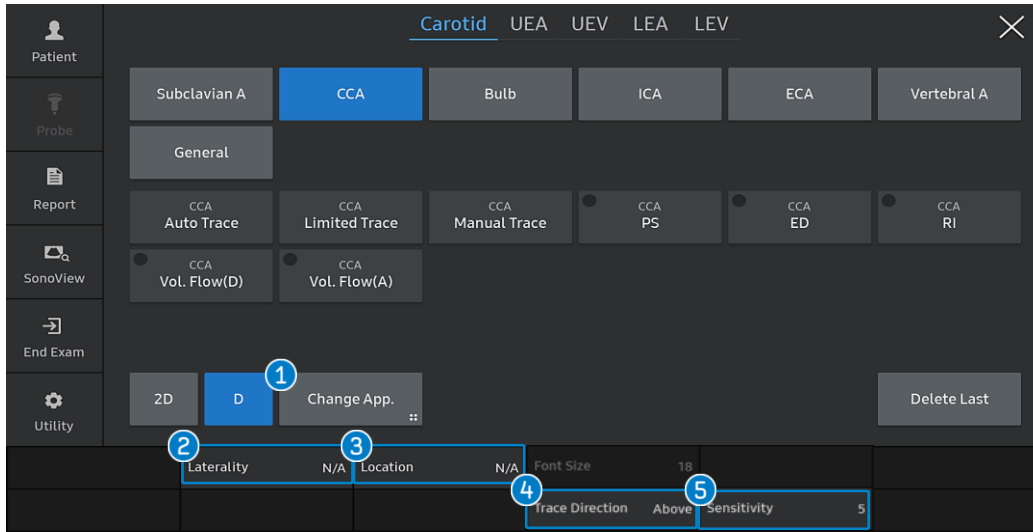 Carotid UEA UEV LEA LEV
Patient
Subclavian A CCA Bulb ICA ECA Vertebral A
Probe
General
Report
CCA CCA CCA CCA CCA CCA
Auto Trace Limited Trace Manual Trace PS ED RI
SonoView
CCA CCA
Vol. Flow(D) Vol. Flow(A)
End Exam
1
2D D Change App. Delete Last
Utility
2 3
Laterality N/A Location N/A Font Size 18
4 5
Trace Direction Above Sensitivity 5